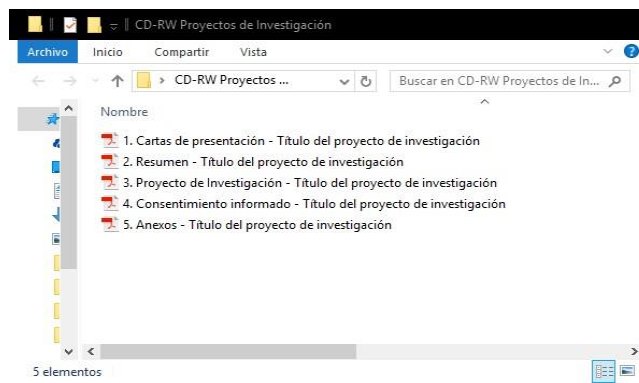 CD-RW Proyectos de Investigación
Archivo Inicio Compartir Vista
CD-RW Proyectos ... Buscar en CD-RW Proyectos de In...
Nombre
1. Cartas de presentación - Título del proyecto de investigación
2. Resumen - Título del proyecto de investigación
3. Proyecto de Investigación - Título del proyecto de investigación
4. Consentimiento informado - Título del proyecto de investigación
5. Anexos - Título del proyecto de investigación
5 elementos